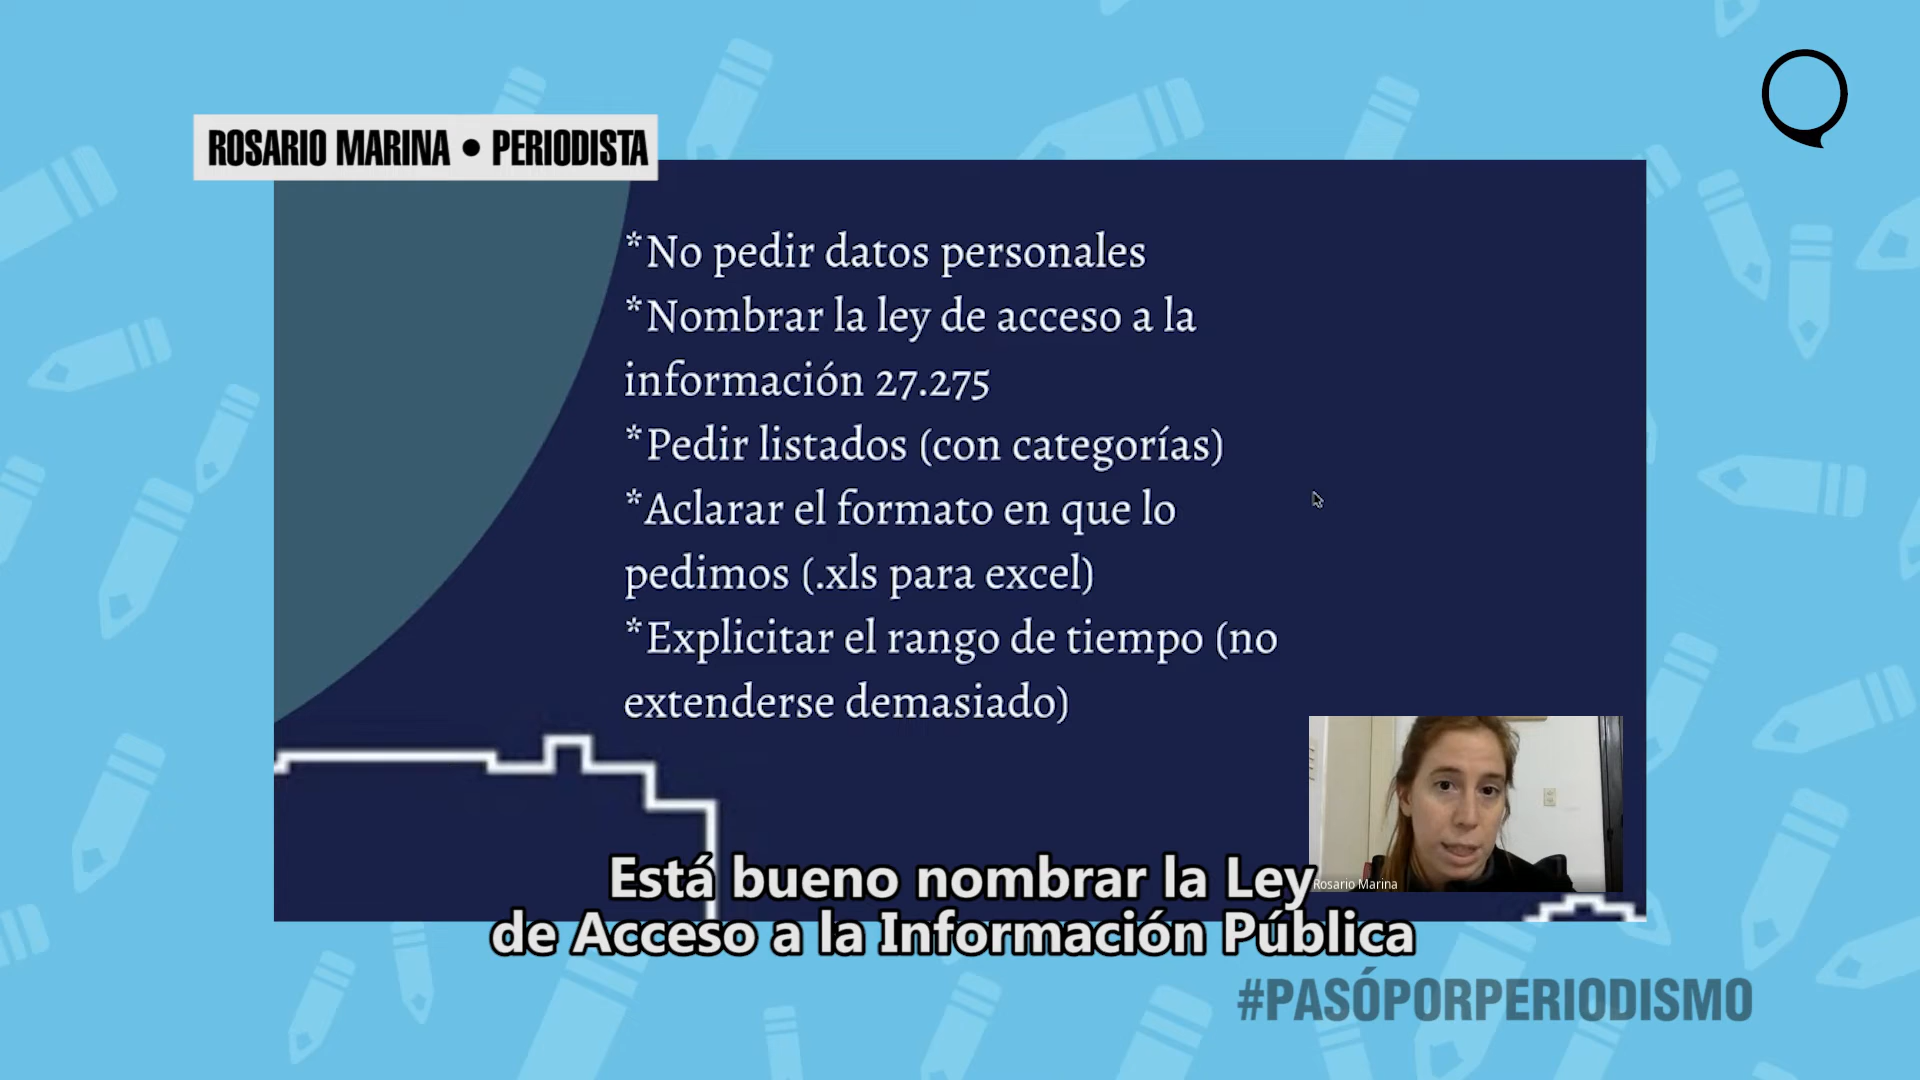 ROSARIO MARINA • PERIODISTA
*No pedir datos personales
*Nombrar la ley de acceso a la
información 27.275
*Pedir listados (con categorías)
*Aclarar el formato en que lo
pedimos (.xls para excel)
*Explicitar el rango de tiempo (no
extenderse demasiado)
Rosario Marina
Está bueno nombrar la Ley
de Acceso a la Información Pública
#PASÓPORPERIODISMO